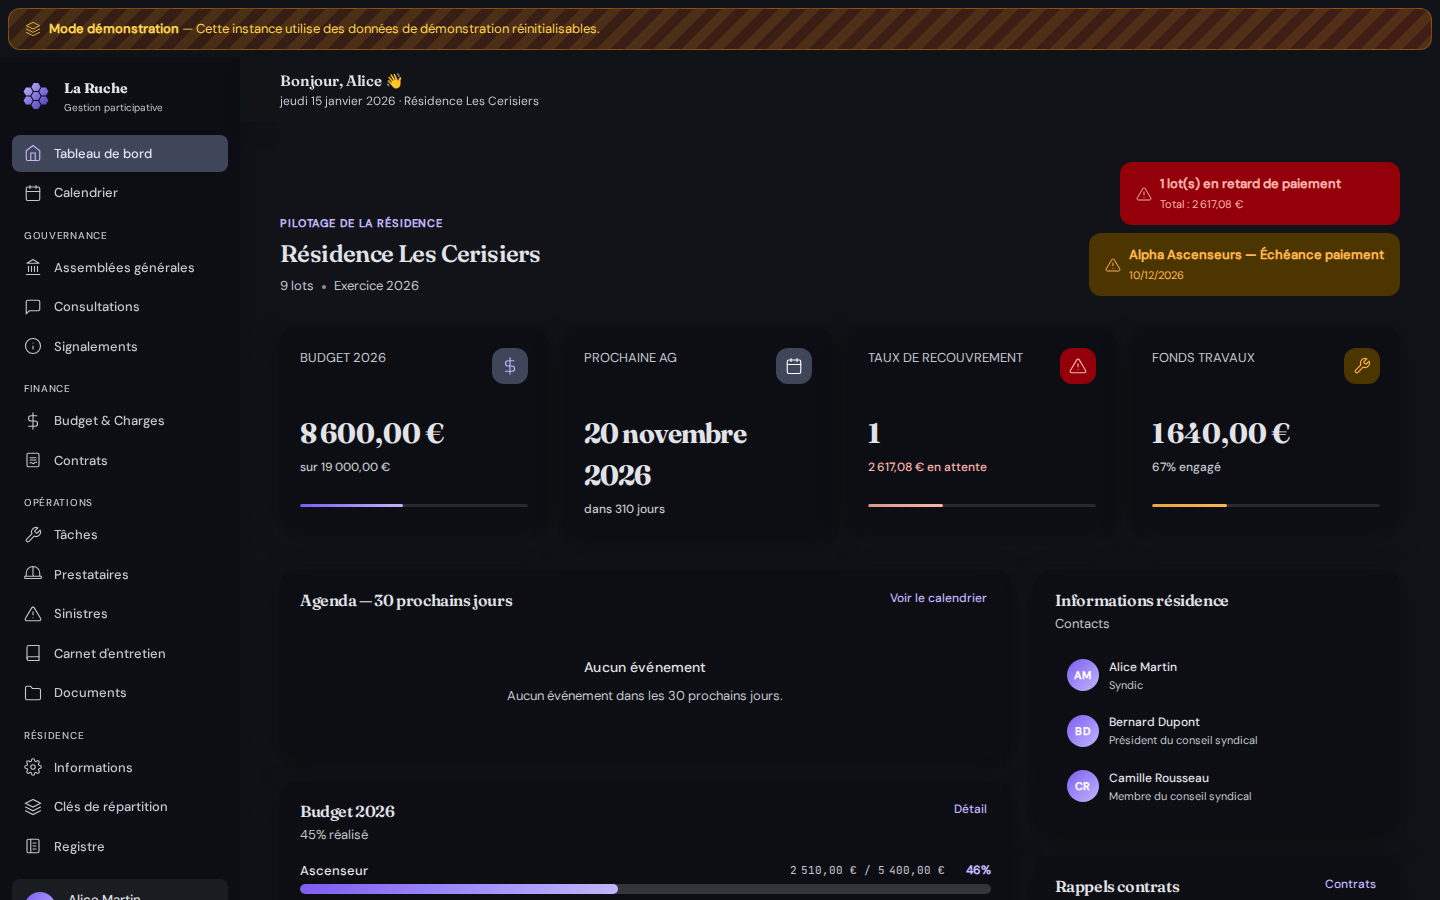 Mode démonstration — Cette instance utilise des données de démonstration réinitialisables.
La Ruche
Gestion participative
Tableau de bord
Calendrier
GOUVERNANCE
Assemblées générales
Consultations
Signalements
FINANCE
Budget & Charges
Contrats
OPÉRATIONS
Tâches
Prestataires
Sinistres
Carnet d'entretien
Documents
RÉSIDENCE
Informations
Clés de répartition
Registre
Alice Martin
Bonjour, Alice 👋
jeudi 15 janvier 2026 · Résidence Les Cerisiers
PILOTAGE DE LA RÉSIDENCE
Résidence Les Cerisiers
9 lots • Exercice 2026
1 lot(s) en retard de paiement
Total : 2 617,08 €
Alpha Ascenseurs — Échéance paiement
10/12/2026
BUDGET 2026
8 600,00 €
sur 19 000,00 €
PROCHAINE AG
20 novembre
2026
dans 310 jours
TAUX DE RECOUVREMENT
1
2 617,08 € en attente
FONDS TRAVAUX
1 640,00 €
67% engagé
Agenda — 30 prochains jours
Voir le calendrier
Aucun événement
Aucun événement dans les 30 prochains jours.
Budget 2026
Détail
45% réalisé
Ascenseur 2 510,00 € / 5 400,00 € 46%
Informations résidence
Contacts
AM
Alice Martin
Syndic
BD
Bernard Dupont
Président du conseil syndical
CR
Camille Rousseau
Membre du conseil syndical
Rappels contrats
Contrats